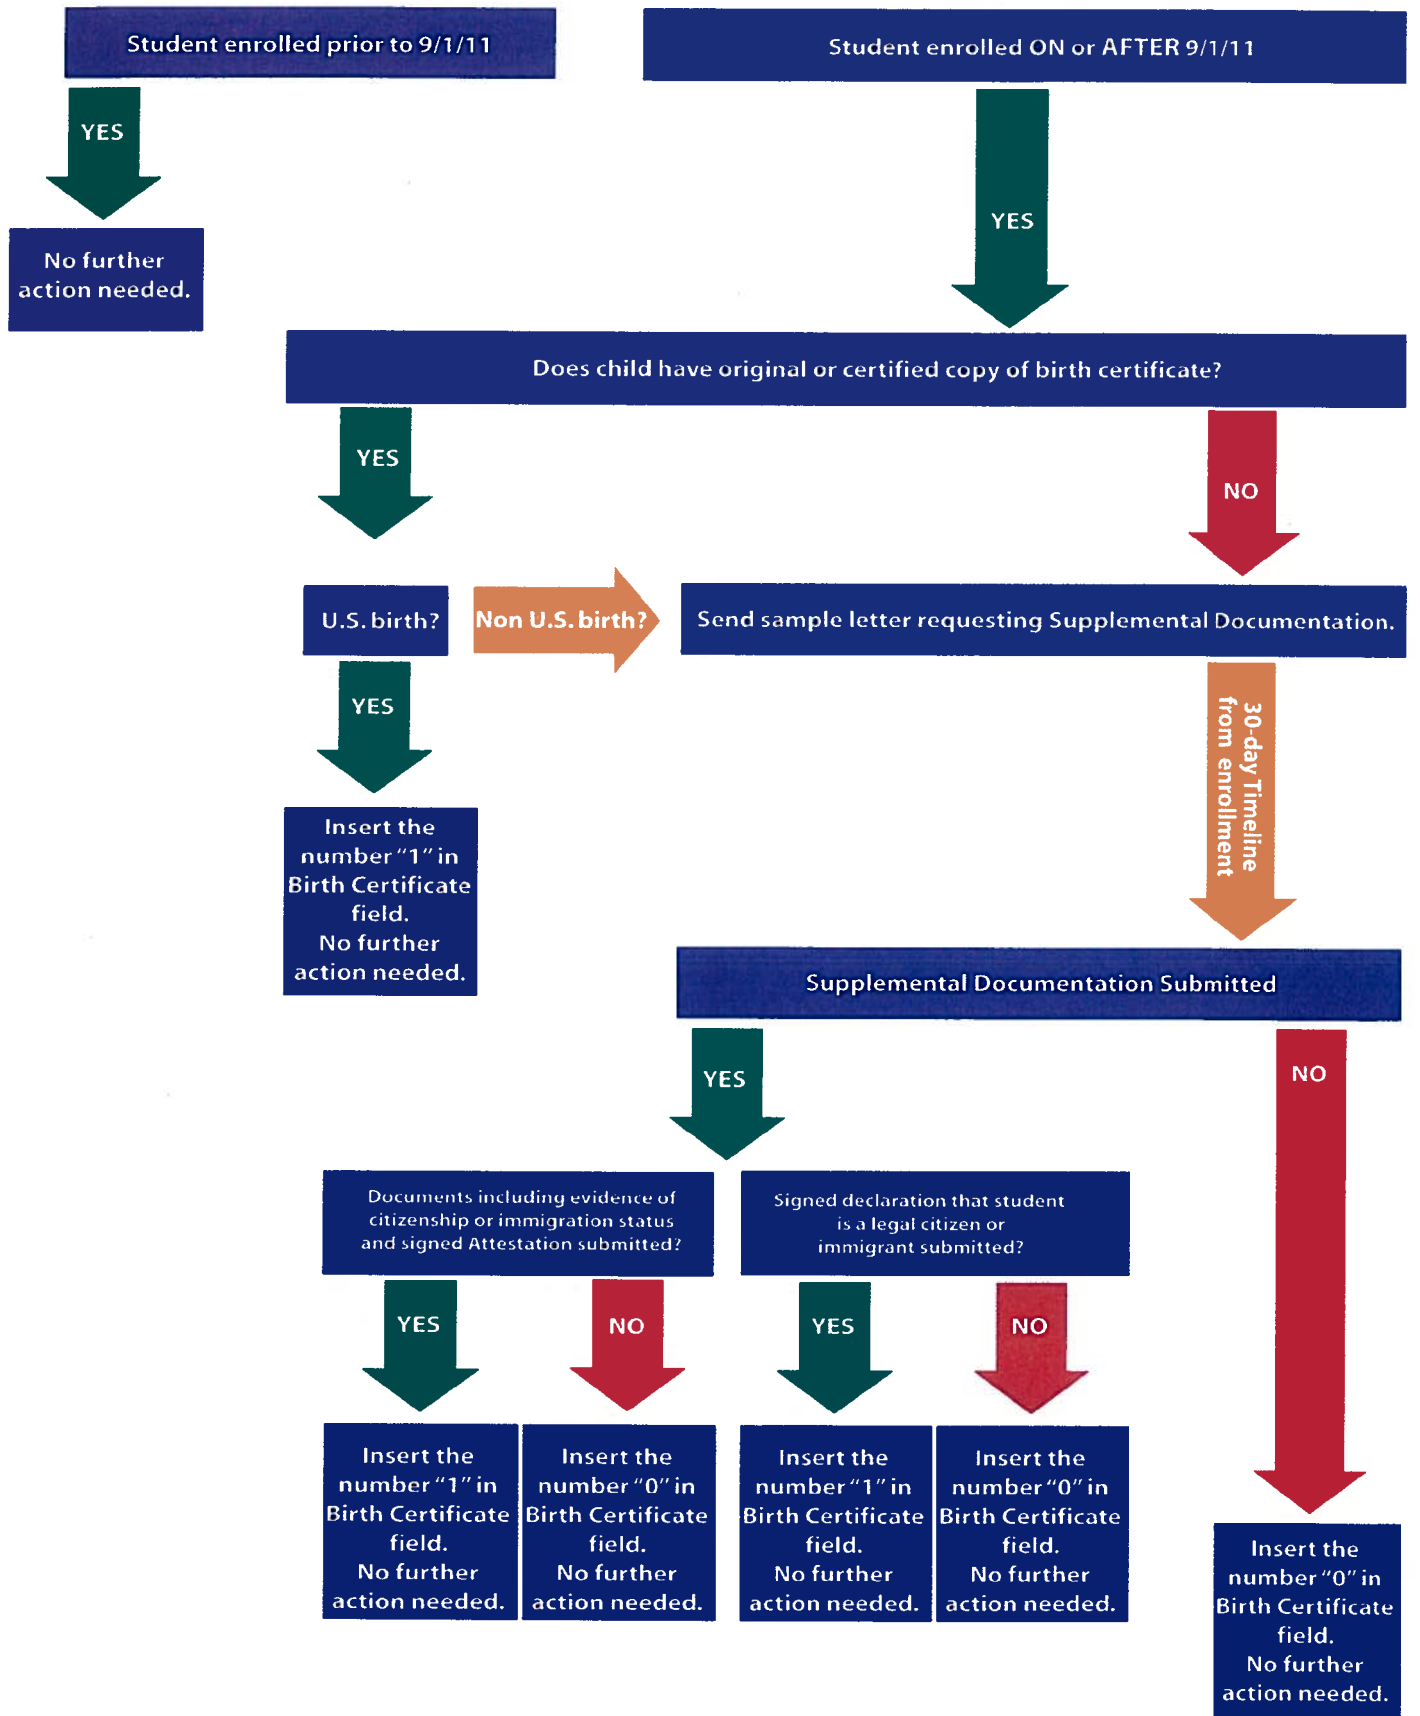 Student enrolled prior to 9/1/11
Student enrolled ON or AFTER 9/1/11
YES
YES
No further
action needed.
Does child have original or certified copy of birth certificate?
YES
NO
U.S. birth?
Non U.S. birth?
Send sample letter requesting Supplemental Documentation.
YES
30-day Timeline
from enrollment
Insert the
number "1" in
Birth Certificate
field.
No further
action needed.
Supplemental Documentation Submitted
YES
NO
Documents including evidence of
citizenship or immigration status
and signed Attestation submitted?
Signed declaration that student
is a legal citizen or
immigrant submitted?
YES
NO
YES
NO
Insert the
number "1" in
Birth Certificate
field.
No further
action needed.
Insert the
number "0" in
Birth Certificate
field.
No further
action needed.
Insert the
number "1" in
Birth Certificate
field.
No further
action needed.
Insert the
number "0" in
Birth Certificate
field.
No further
action needed.
Insert the
number "0" in
Birth Certificate
field.
No further
action needed.